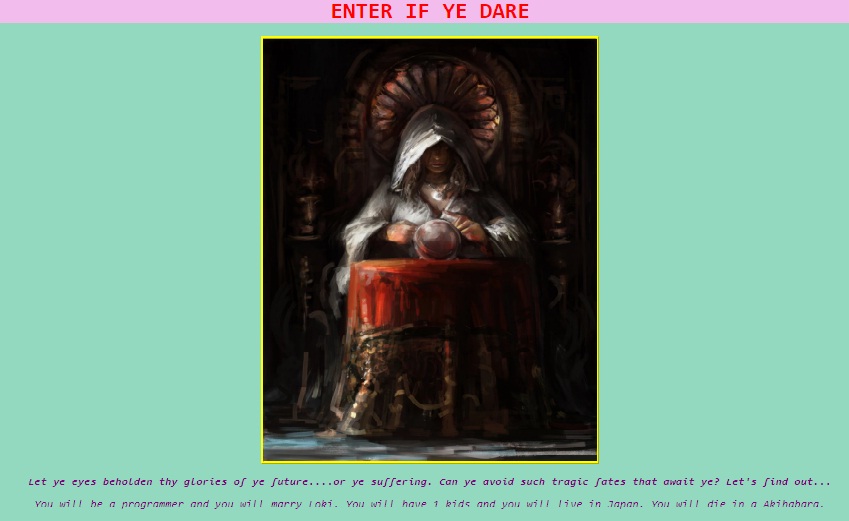 ENTER IF YE DARE
Let ye eyes beholden thy glories of ye future....or ye suffering. Can ye avoid such tragic fates that await ye? Let's find out...
You will be a programmer and you will marry Loki. You will have 1 kids and you will live in Japan. You will die in a Akihabara.